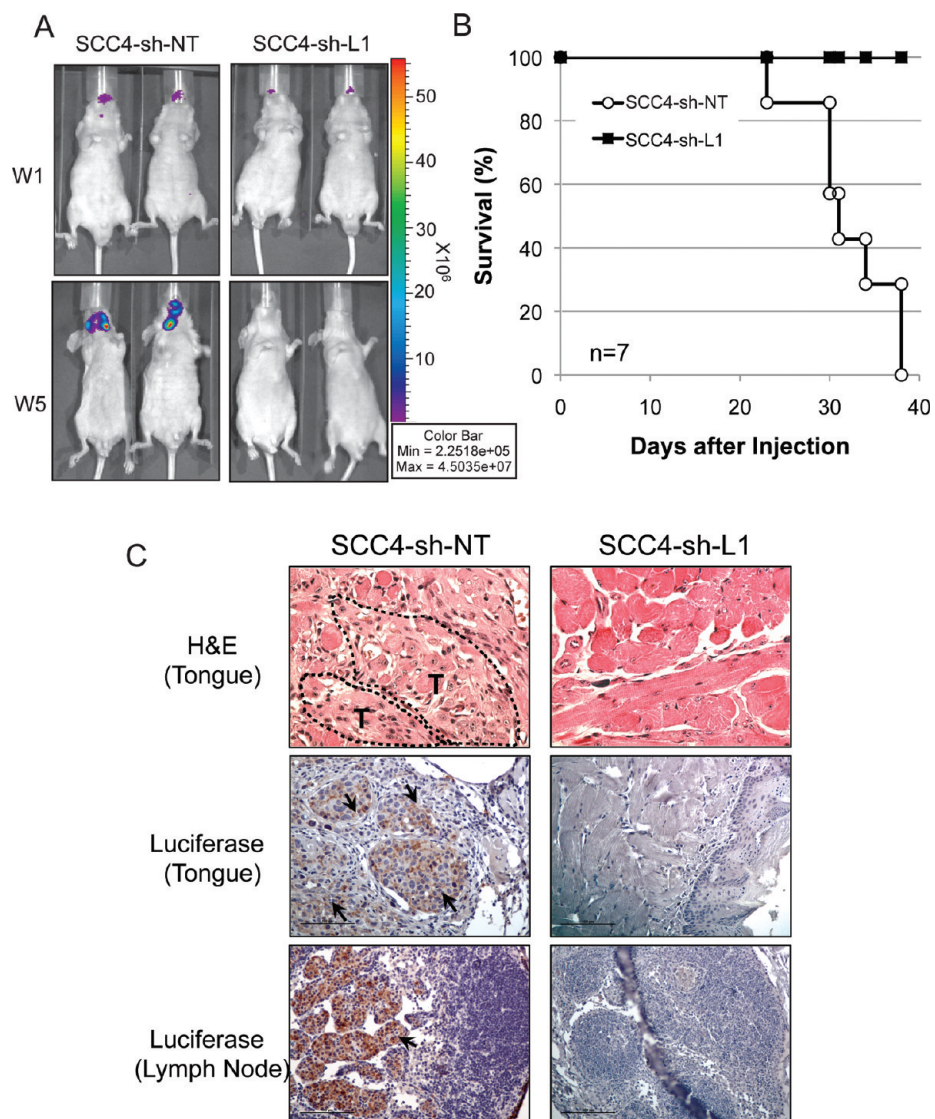 A
SCC4-sh-NT
SCC4-sh-L1
W1
W5
50
40
30
20
10
X10⁶
Color Bar
Min = 2.2518e+05
Max = 4.5035e+07
B
100
80
60
40
20
0
Survival (%)
SCC4-sh-NT
SCC4-sh-L1
n=7
0
10
20
30
40
Days after Injection
C
SCC4-sh-NT
SCC4-sh-L1
H&E
(Tongue)
T
T
Luciferase
(Tongue)
Luciferase
(Lymph Node)